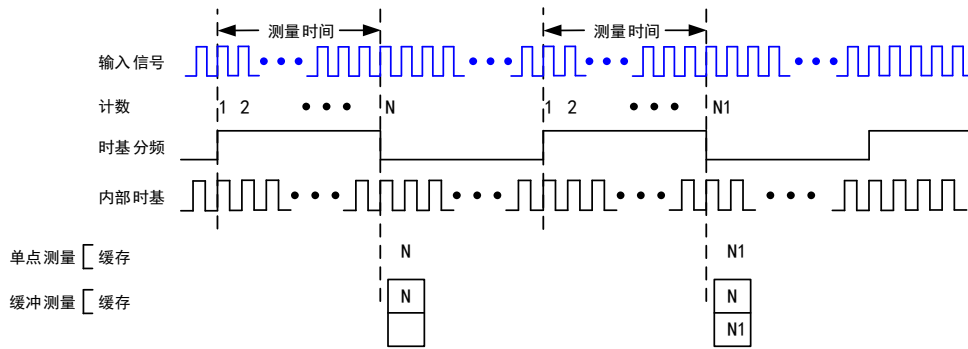 测量时间 测量时间
输入信号
计数 1 2 N 1 2 N1
时基分频
内部时基
单点测量 缓存 N N1
缓冲测量 缓存 N N
N1